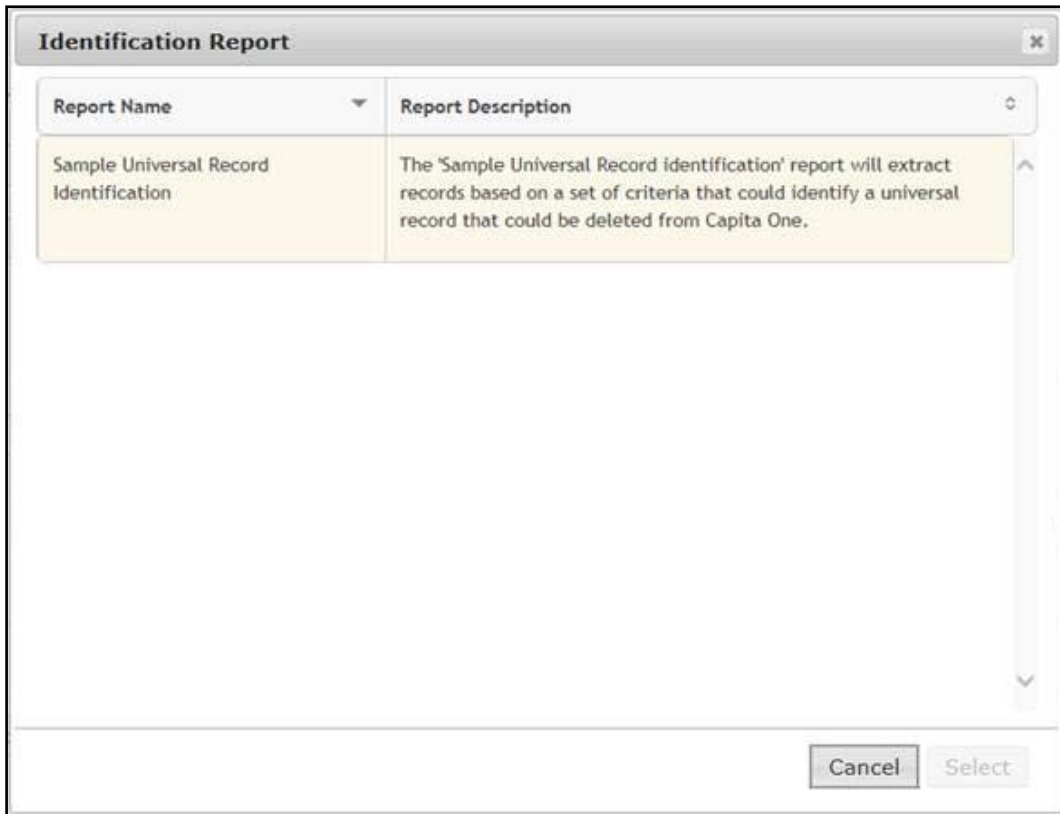 Identification Report
Report Name
Report Description
Sample Universal Record
Identification
The 'Sample Universal Record identification' report will extract
records based on a set of criteria that could identify a universal
record that could be deleted from Capita One.
Cancel
Select